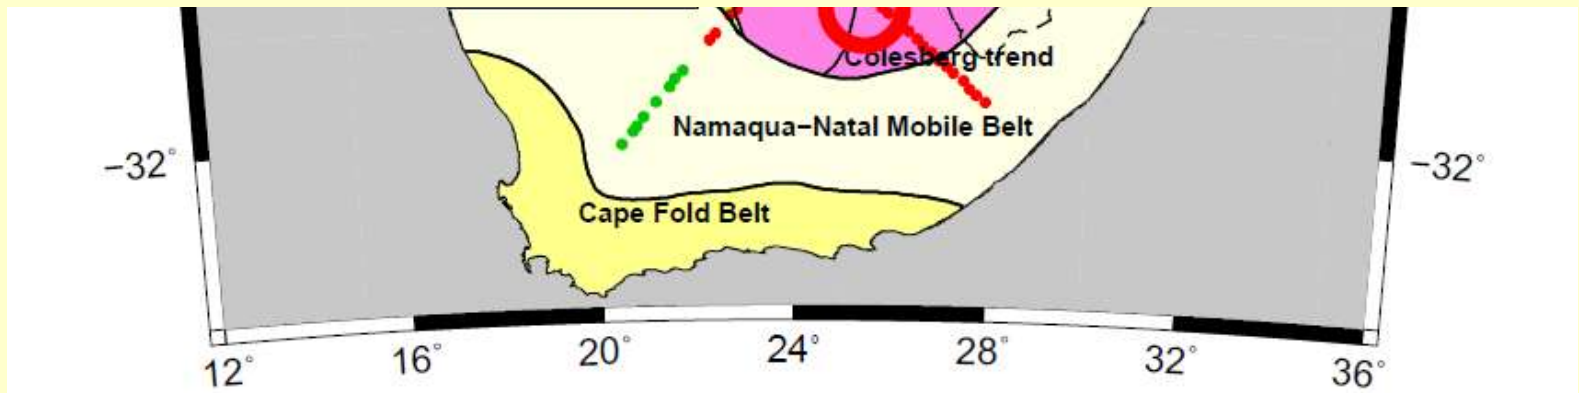 Colesberg trend
Namaqua−Natal Mobile Belt
−32° −32°
Cape Fold Belt
12° 16° 20° 24° 28° 32° 36°